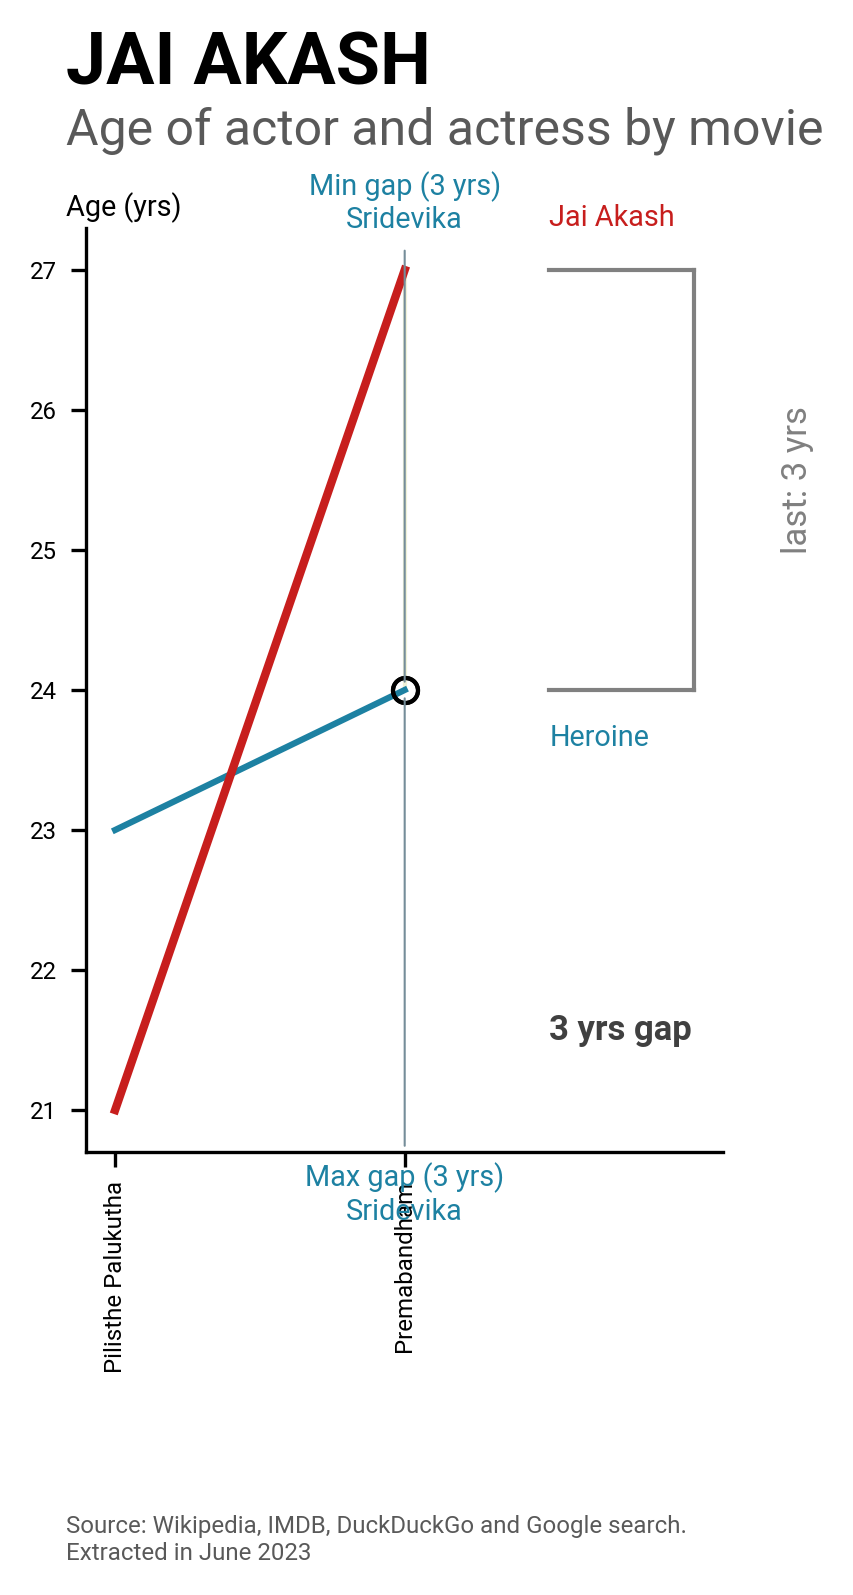 JAI AKASH
Age of actor and actress by movie
Min gap (3 yrs)
Sridevika
Age (yrs)
Jai Akash
27
26
25
24
23
22
21
last: 3 yrs
Heroine
3 yrs gap
Max gap (3 yrs)
Sridevika
Pilisthe Palukutha
Premabandham
Source: Wikipedia, IMDB, DuckDuckGo and Google search.
Extracted in June 2023